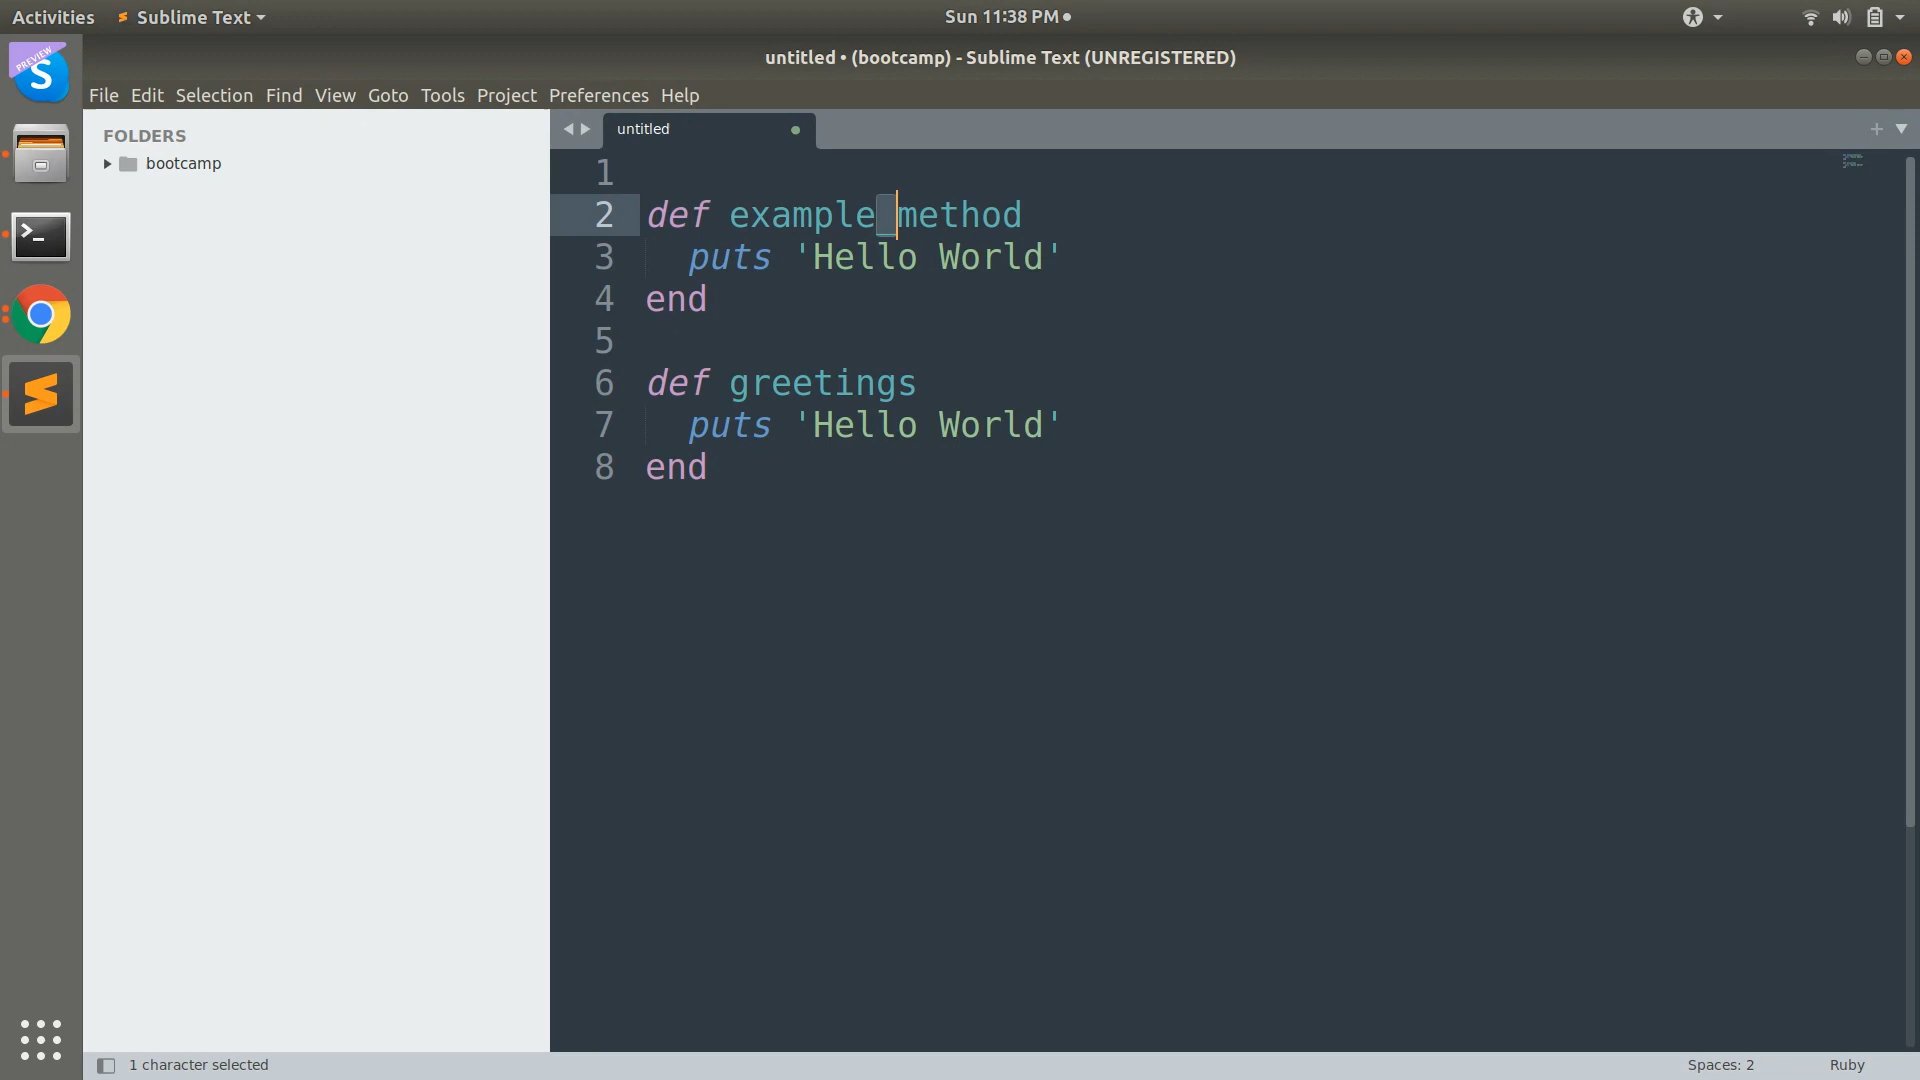 Activities Sublime Text Sun 11:38 PM
PREVIEW
untitled • (bootcamp) - Sublime Text (UNREGISTERED)
File Edit Selection Find View Goto Tools Project Preferences Help
FOLDERS
bootcamp
untitled
1
2 def example_method
3 puts 'Hello World'
4 end
5
6 def greetings
7 puts 'Hello World'
8 end
1 character selected Spaces: 2 Ruby